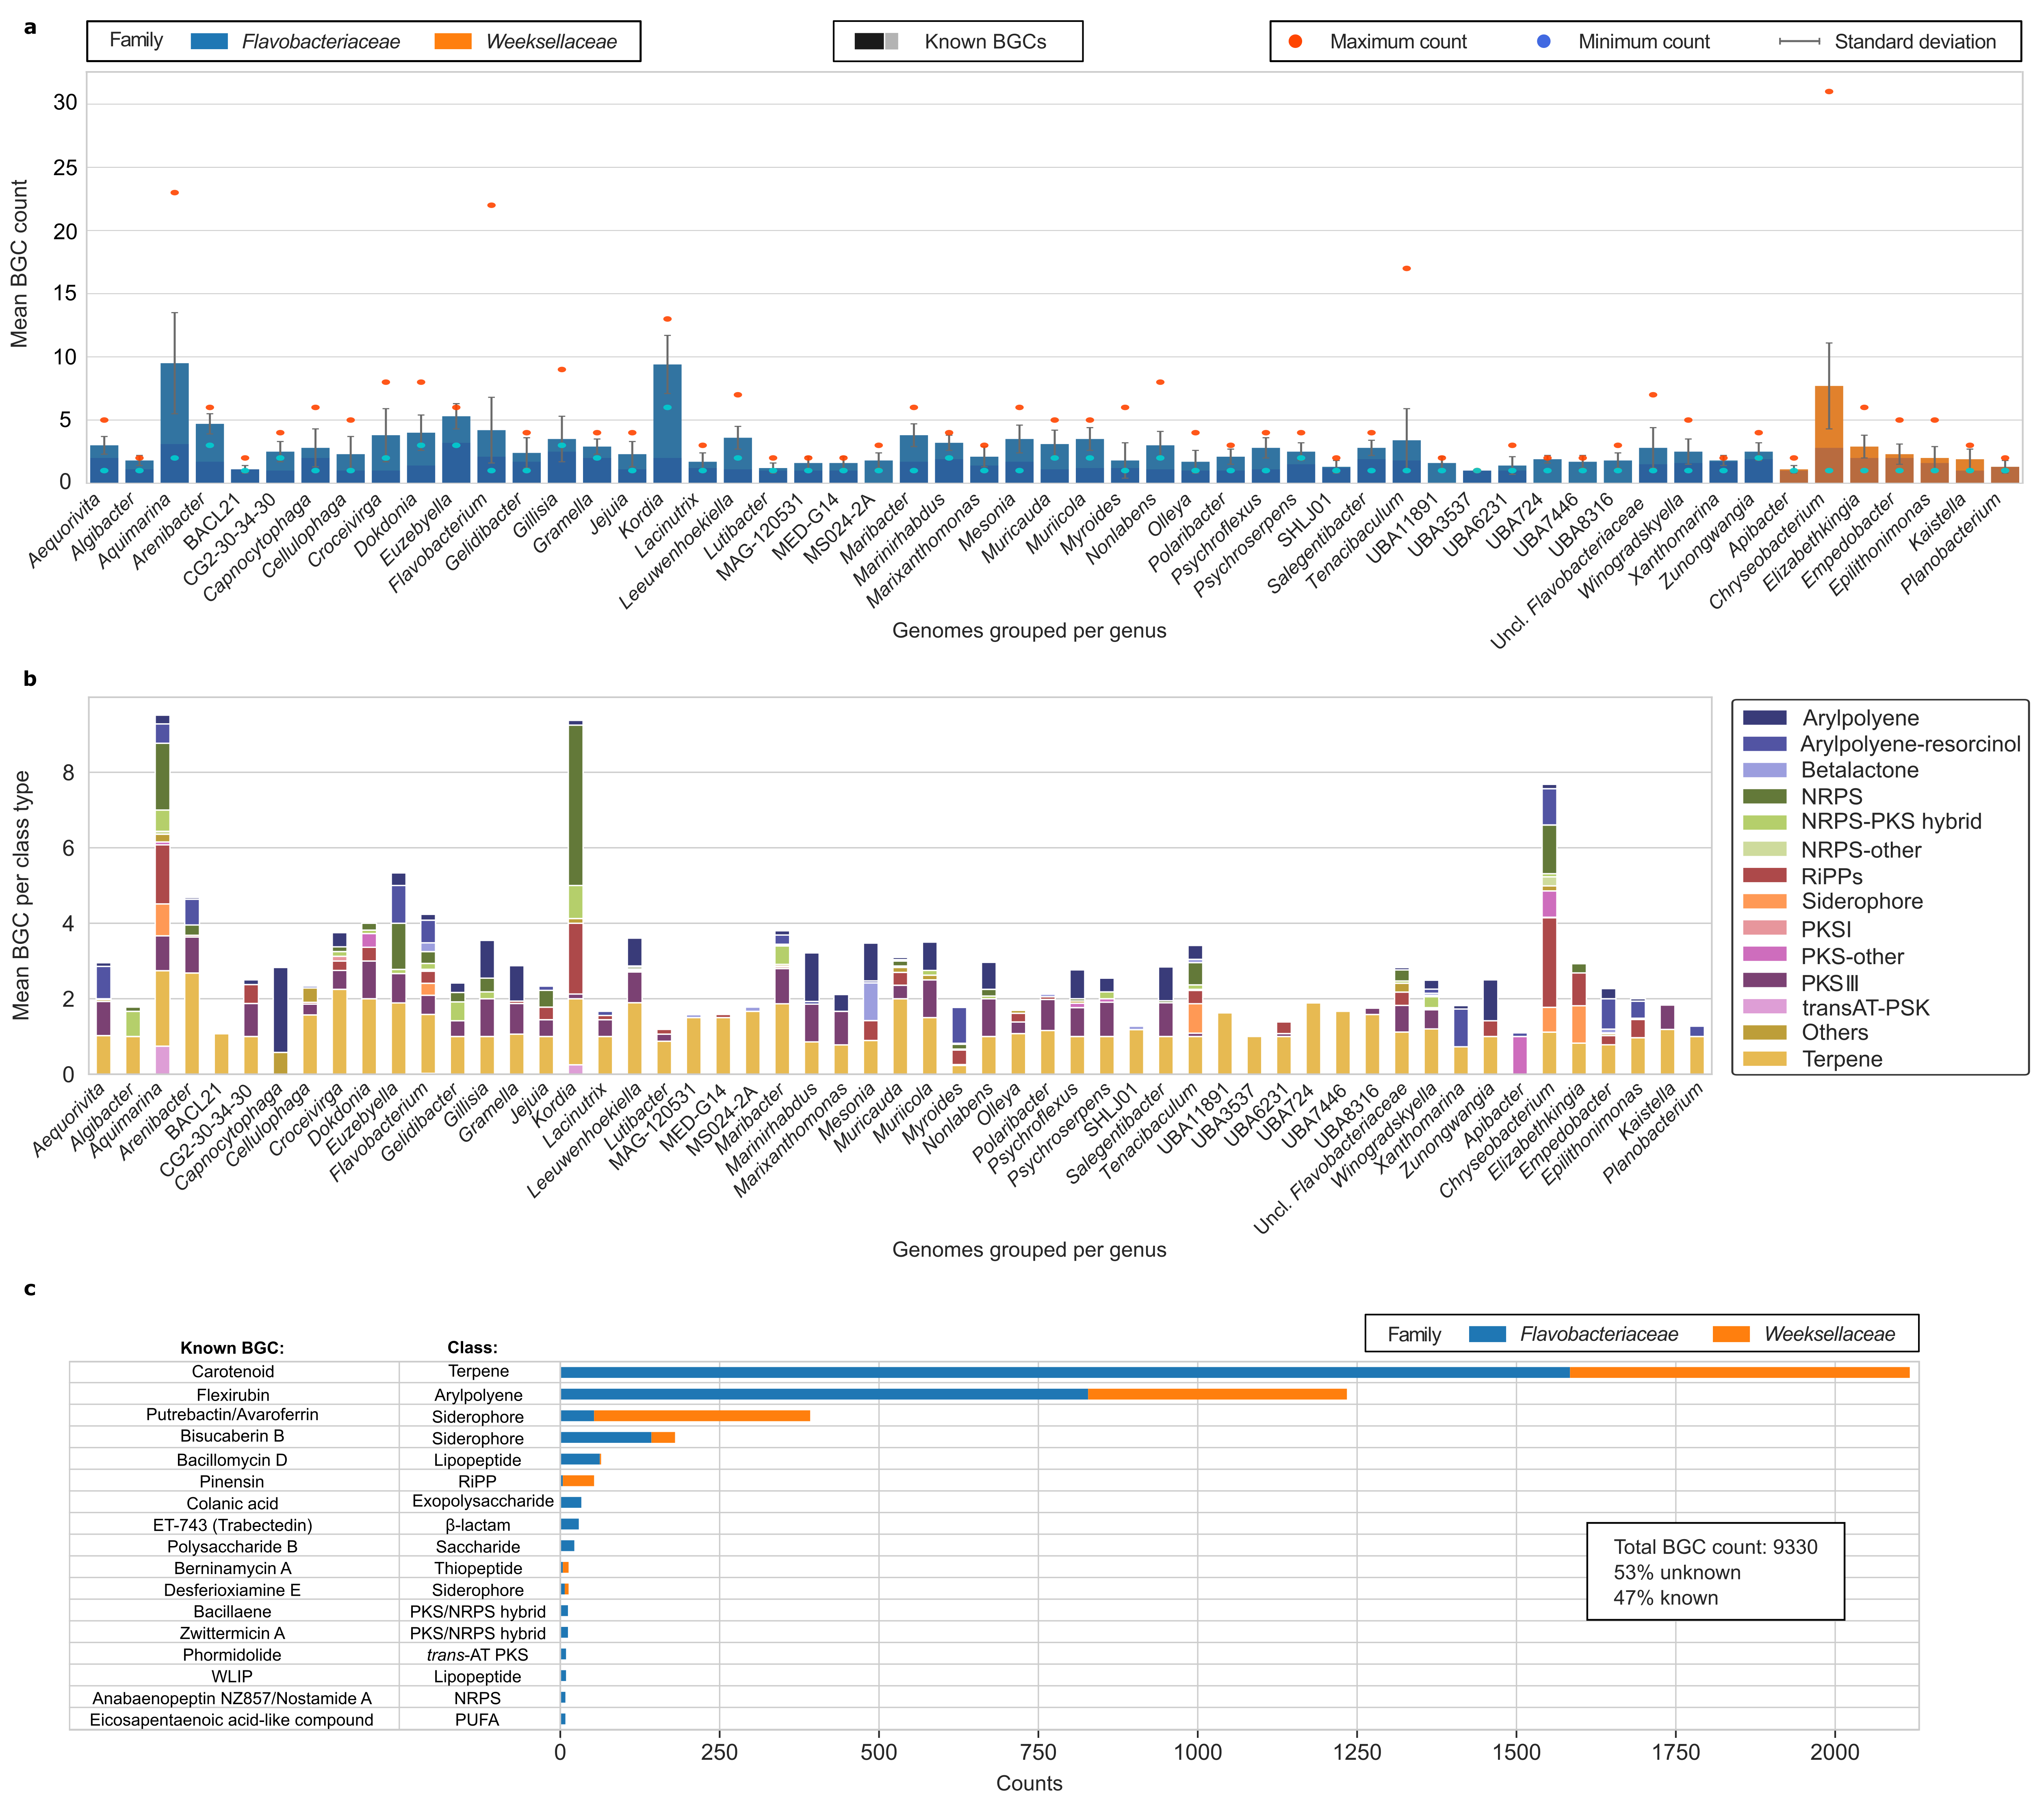 a
Family Flavobacteriaceae Weeksellaceae
Known BGCs
Maximum count Minimum count Standard deviation
Mean BGC count
30
25
20
15
10
5
0
Aequorivita
Algibacter
Aquimarina
Arenibacter
BACL21
CG2-30-34-30
Capnocytophaga
Cellulophaga
Croceivirga
Dokdonia
Euzebyella
Flavobacterium
Gelidibacter
Gillisia
Gramella
Jejuia
Kordia
Lacinutrix
Leeuwenhoekiella
Lutibacter
MAG-120531
MED-G14
MS024-2A
Maribacter
Marinirhabdus
Marixanthomonas
Mesonia
Muricauda
Muricola
Myroides
Nonlabens
Olleya
Polaribacter
Psychroflexus
Psychroserpens
SHLJ01
Salegentibacter
Tenacibaculum
UBA11891
UBA3537
UBA6231
UBA724
UBA7446
UBA8316
Uncl. Flavobacteriaceae
Winogradskyella
Xanthomarina
Zunongwangia
Apibacter
Chryseobacterium
Elizabethkingia
Empedobacter
Epilithonimonas
Kaistella
Planobacterium
Genomes grouped per genus
b
Mean BGC per class type
8
6
4
2
0
Arylpolyene
Arylpolyene-resorcinol
Betalactone
NRPS
NRPS-PKS hybrid
NRPS-other
RiPPs
Siderophore
PKSI
PKS-other
PKSIII
transAT-PSK
Others
Terpene
Aequorivita
Algibacter
Aquimarina
Arenibacter
BACL21
CG2-30-34-30
Capnocytophaga
Cellulophaga
Croceivirga
Dokdonia
Euzebyella
Flavobacterium
Gelidibacter
Gillisia
Gramella
Jejuia
Kordia
Lacinutrix
Leeuwenhoekiella
Lutibacter
MAG-120531
MED-G14
MS024-2A
Maribacter
Marinirhabdus
Marixanthomonas
Mesonia
Muricauda
Muricola
Myroides
Nonlabens
Olleya
Polaribacter
Psychroflexus
Psychroserpens
SHLJ01
Salegentibacter
Tenacibaculum
UBA11891
UBA3537
UBA6231
UBA724
UBA7446
UBA8316
Uncl. Flavobacteriaceae
Winogradskyella
Xanthomarina
Zunongwangia
Apibacter
Chryseobacterium
Elizabethkingia
Empedobacter
Epilithonimonas
Kaistella
Planobacterium
Genomes grouped per genus
c
Family Flavobacteriaceae Weeksellaceae
Known BGC: Class:
Carotenoid Terpene
Flexirubin Arylpolyene
Putrebactin/Avaroferrin Siderophore
Bisucaberin B Siderophore
Bacillomycin D Lipopeptide
Pinensin RiPP
Colanic acid Exopolysaccharide
ET-743 (Trabectedin) β-lactam
Polysaccharide B Saccharide
Berninamycin A Thiopeptide
Desferioxiamine E Siderophore
Bacillaene PKS/NRPS hybrid
Zwittermicin A PKS/NRPS hybrid
Phormidolide trans-AT PKS
WLIP Lipopeptide
Anabaenopeptin NZ857/Nostamide A NRPS
Eicosapentaenoic acid-like compound PUFA
Total BGC count: 9330
53% unknown
47% known
0 250 500 750 1000 1250 1500 1750 2000
Counts